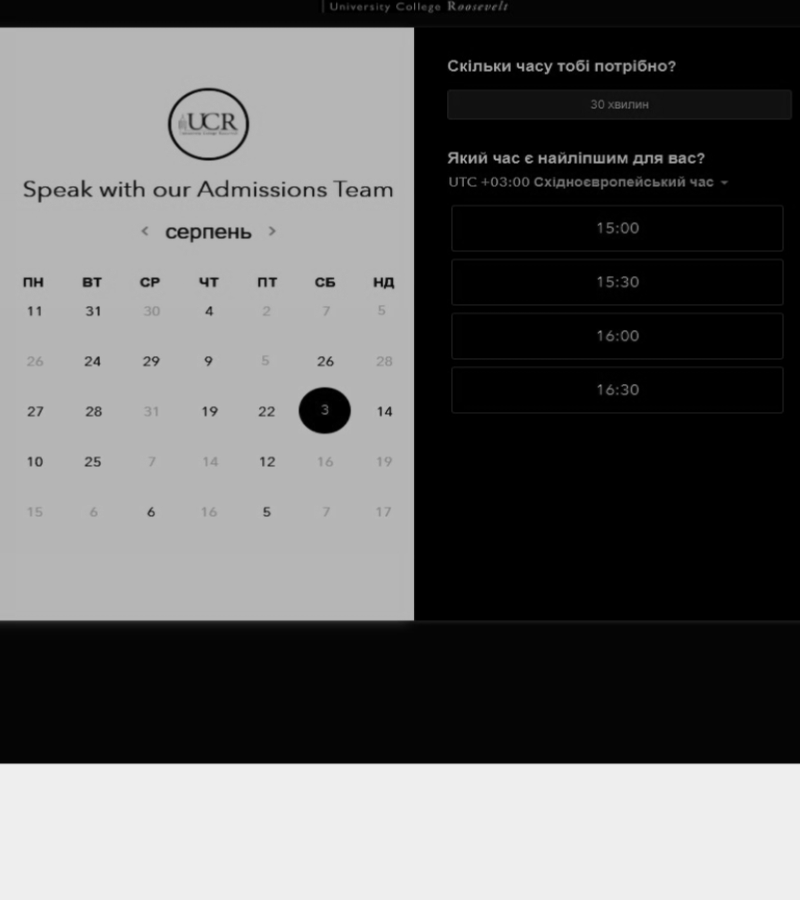 University College Roosevelt
UCR
Speak with our Admissions Team
серпень
ПН ВТ СР ЧТ ПТ СБ НД
11 31 30 4 2 7 5
26 24 29 9 5 26 28
27 28 31 19 22 3 14
10 25 7 14 12 16 19
15 6 6 16 5 7 17
Скільки часу тобі потрібно?
30 хвилин
Який час є найліпшим для вас?
UTC +03:00 Східноєвропейський час
15:00
15:30
16:00
16:30